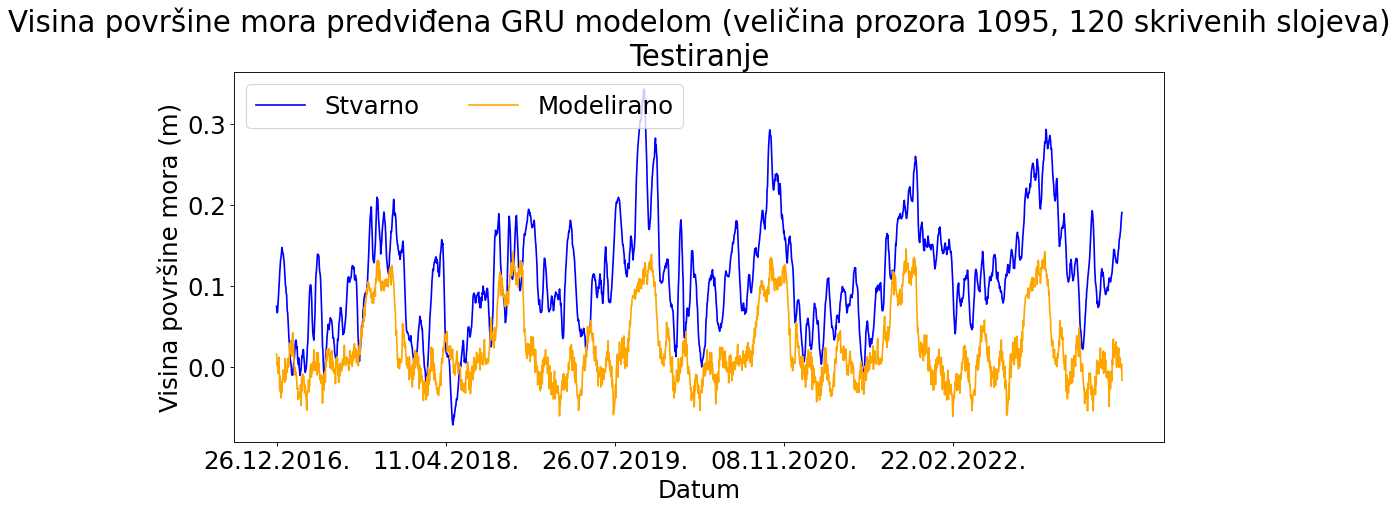 Visina površine mora predviđena GRU modelom (veličina prozora 1095, 120 skrivenih slojeva)
Testiranje
Stvarno
Modelirano
Visina površine mora (m)
0.3
0.2
0.1
0.0
26.12.2016.
11.04.2018.
26.07.2019.
08.11.2020.
22.02.2022.
Datum